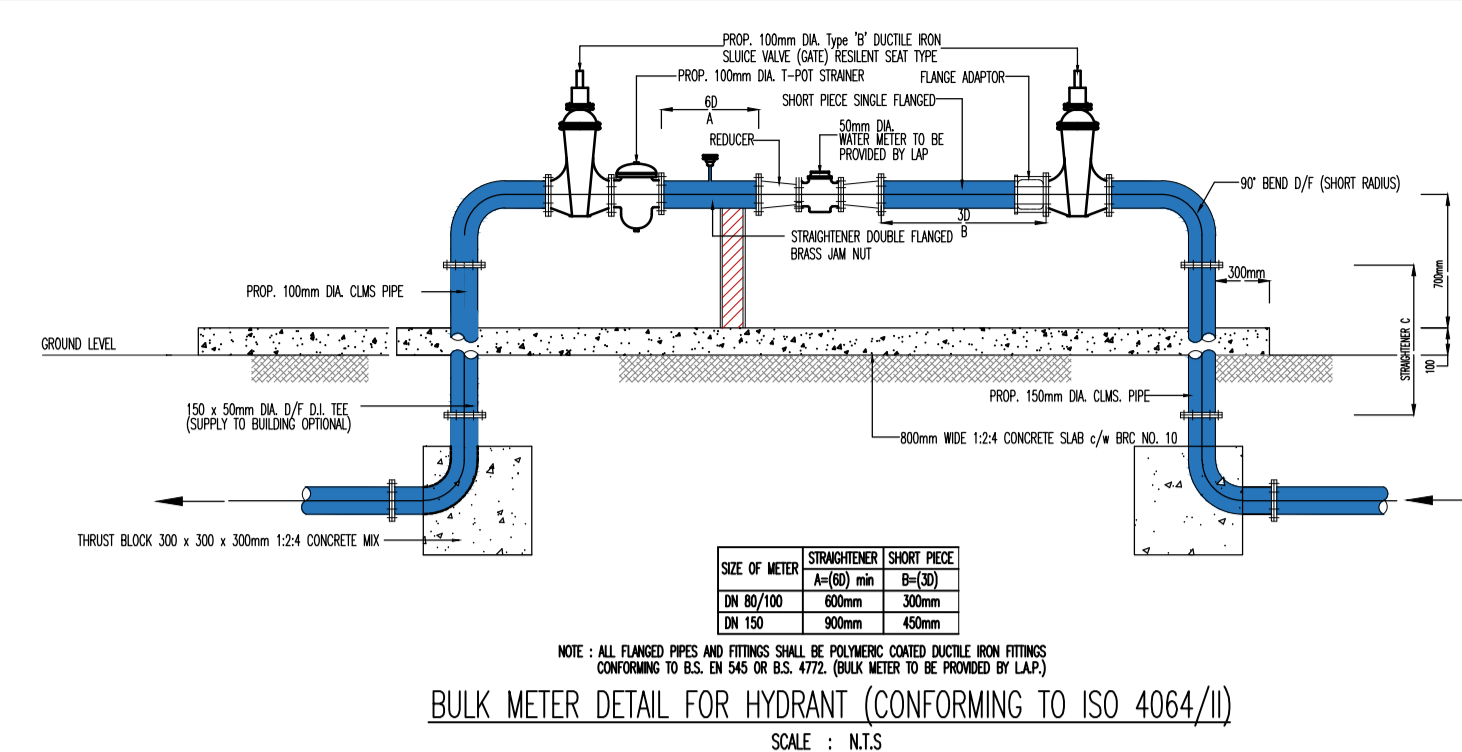 PROP. 100mm DIA. Type 'B' DUCTILE IRON
SLUICE VALVE (GATE) RESILENT SEAT TYPE
PROP. 100mm DIA. T-POT STRAINER
FLANGE ADAPTOR
6D
A
SHORT PIECE SINGLE FLANGED
REDUCER
50mm DIA.
WATER METER TO BE
PROVIDED BY LAP
90° BEND D/F (SHORT RADIUS)
3D
B
STRAIGHTENER DOUBLE FLANGED
BRASS JAM NUT
300mm
700mm
PROP. 100mm DIA. CLMS PIPE
GROUND LEVEL
STRAIGHTENER C
100
150 x 50mm DIA. D/F D.I. TEE
(SUPPLY TO BUILDING OPTIONAL)
PROP. 150mm DIA. CLMS. PIPE
800mm WIDE 1:2:4 CONCRETE SLAB c/w BRC NO. 10
THRUST BLOCK 300 x 300 x 300mm 1:2:4 CONCRETE MIX
SIZE OF METER STRAIGHTENER SHORT PIECE
A=(6D) min B=(3D)
DN 80/100 600mm 300mm
DN 150 900mm 450mm
NOTE : ALL FLANGED PIPES AND FITTINGS SHALL BE POLYMERIC COATED DUCTILE IRON FITTINGS
CONFORMING TO B.S. EN 545 OR B.S. 4772. (BULK METER TO BE PROVIDED BY L.A.P.)
BULK METER DETAIL FOR HYDRANT (CONFORMING TO ISO 4064/II)
SCALE : N.T.S